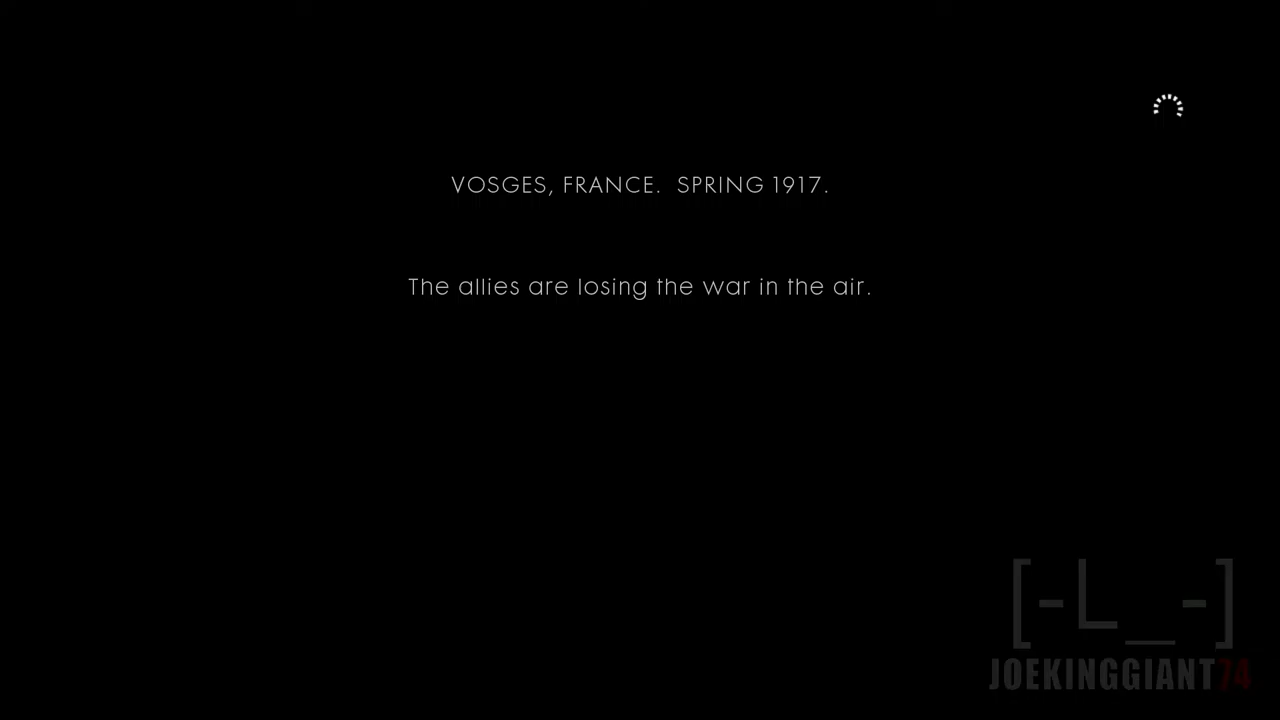 VOSGES, FRANCE. SPRING 1917.
The allies are losing the war in the air.
[-L_-]
JOEKINGGIANT74